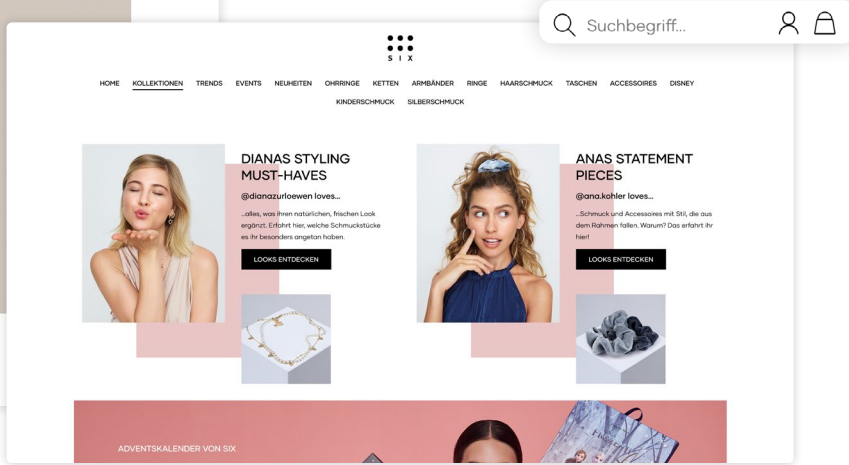 Suchbegriff...
SIX
HOME KOLLEKTIONEN TRENDS EVENTS NEUHEITEN OHRRINGE KETTEN ARMBÄNDER RINGE HAARSCHMUCK TASCHEN ACCESSOIRES DISNEY
KINDERSCHMUCK SILBERSCHMUCK
DIANAS STYLING
MUST-HAVES
@dianazurloewen loves...
...alles, was ihren natürlichen, frischen Look
ergänzt. Erfahrt hier, welche Schmuckstücke
es ihr besonders angetan haben.
LOOKS ENTDECKEN
ANAS STATEMENT
PIECES
@ana.kohler loves...
...Schmuck und Accessoires mit Stil, die aus
dem Rahmen fallen. Warum? Das erfahrt ihr
hier!
LOOKS ENTDECKEN
ADVENTSKALENDER VON SIX